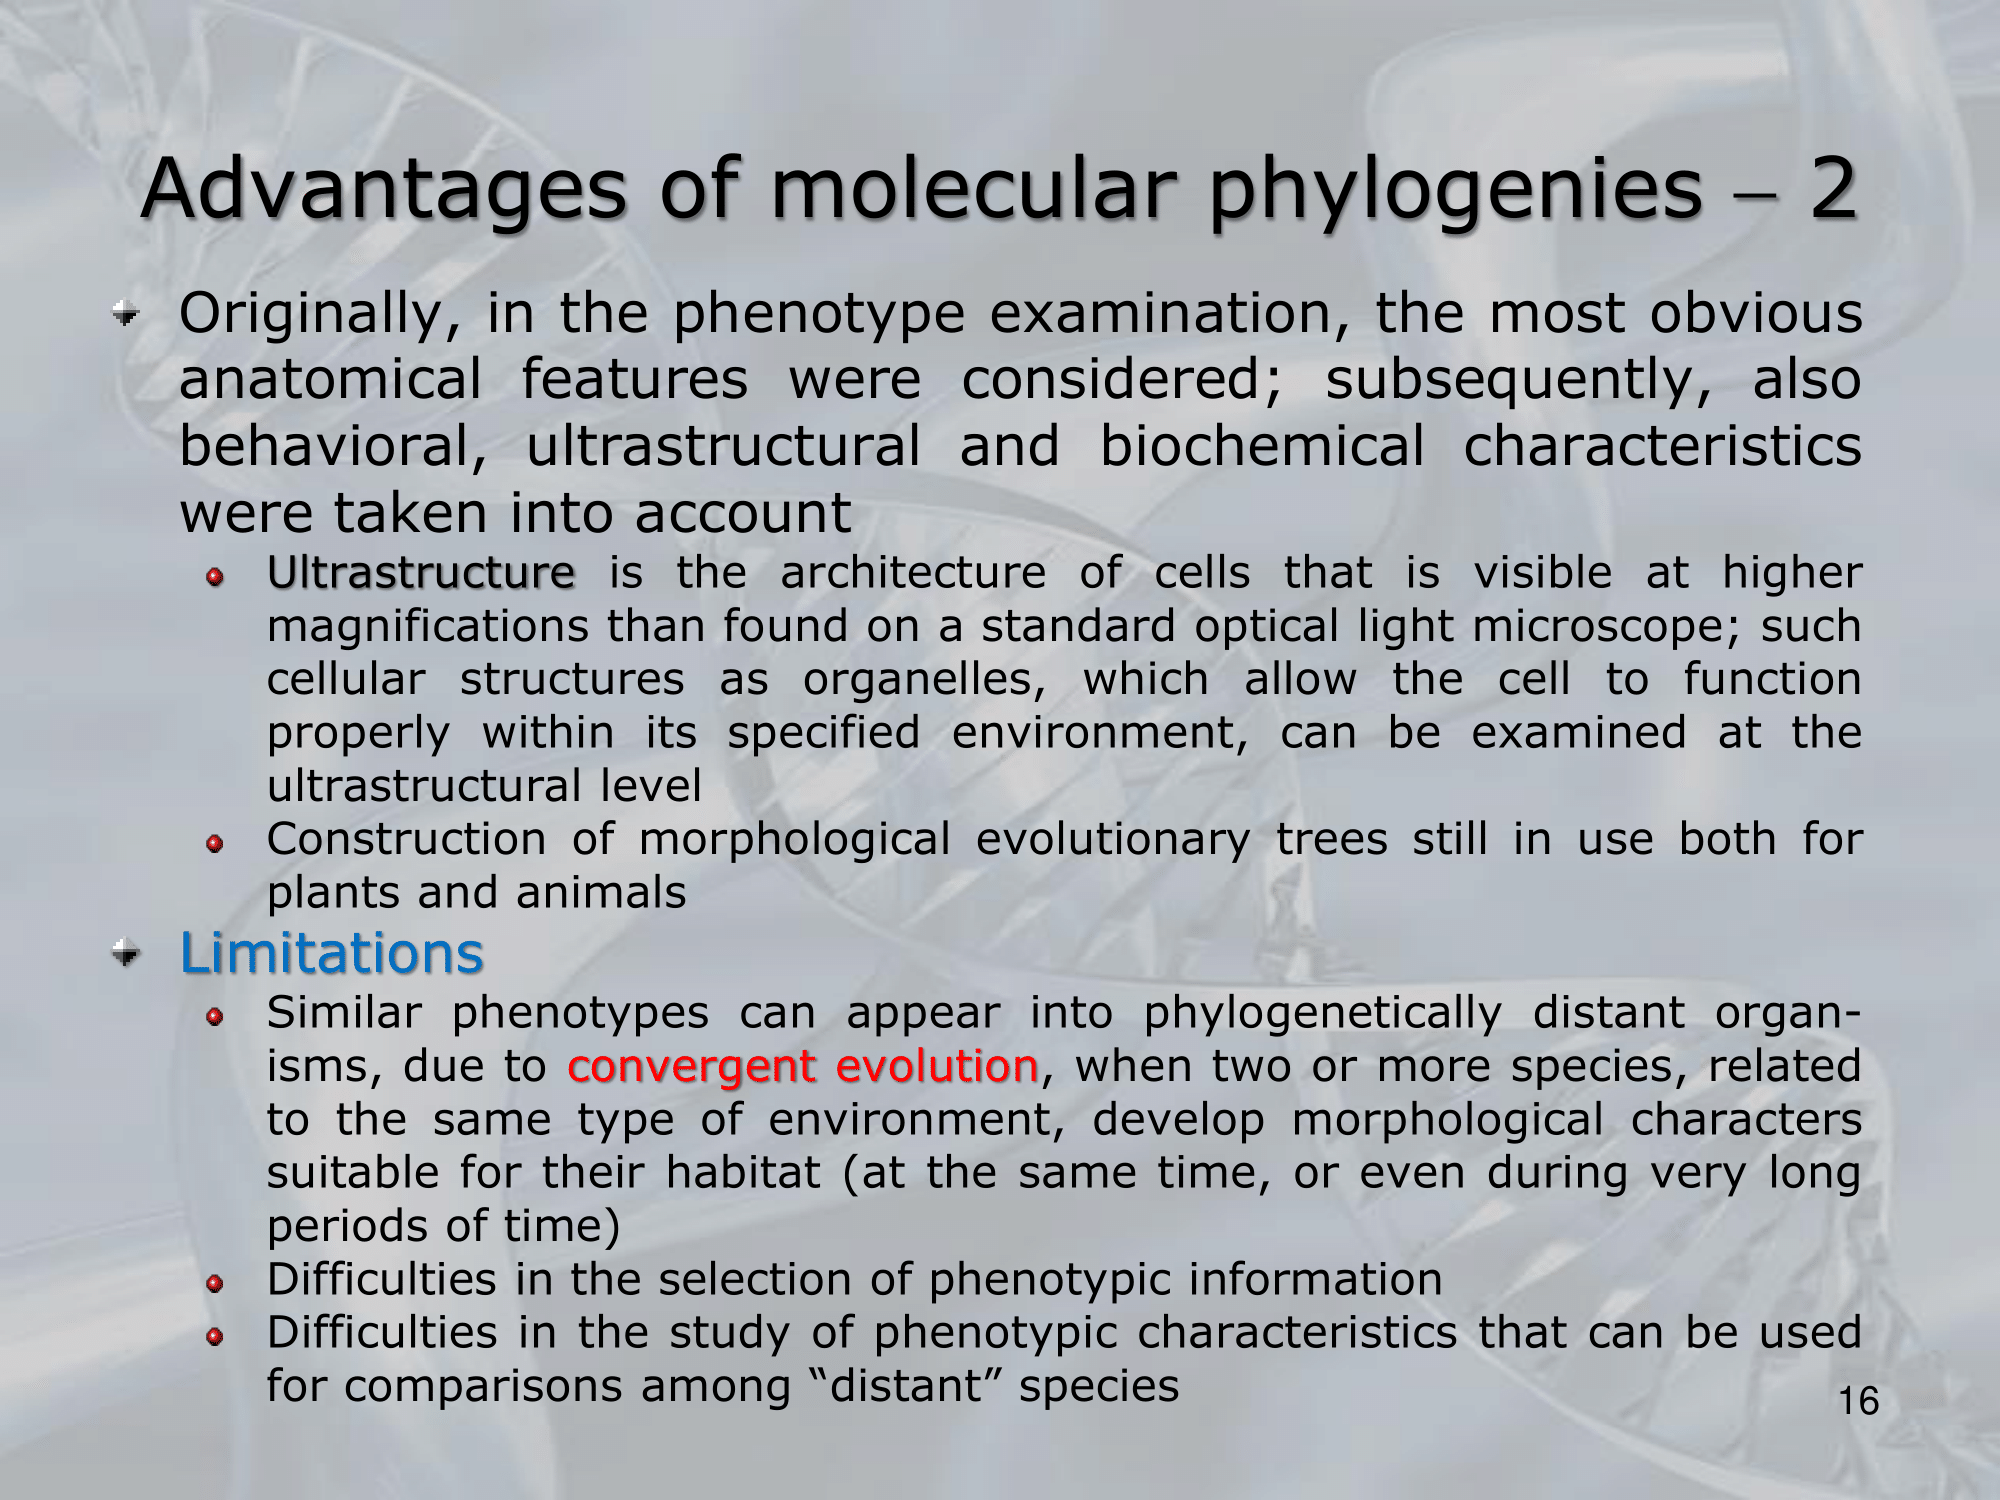 Advantages of molecular phylogenies – 2
Originally, in the phenotype examination, the most obvious
anatomical features were considered; subsequently, also
behavioral, ultrastructural and biochemical characteristics
were taken into account
Ultrastructure is the architecture of cells that is visible at higher
magnifications than found on a standard optical light microscope; such
cellular structures as organelles, which allow the cell to function
properly within its specified environment, can be examined at the
ultrastructural level
Construction of morphological evolutionary trees still in use both for
plants and animals
Limitations
Similar phenotypes can appear into phylogenetically distant organ-
isms, due to convergent evolution, when two or more species, related
to the same type of environment, develop morphological characters
suitable for their habitat (at the same time, or even during very long
periods of time)
Difficulties in the selection of phenotypic information
Difficulties in the study of phenotypic characteristics that can be used
for comparisons among “distant” species
16